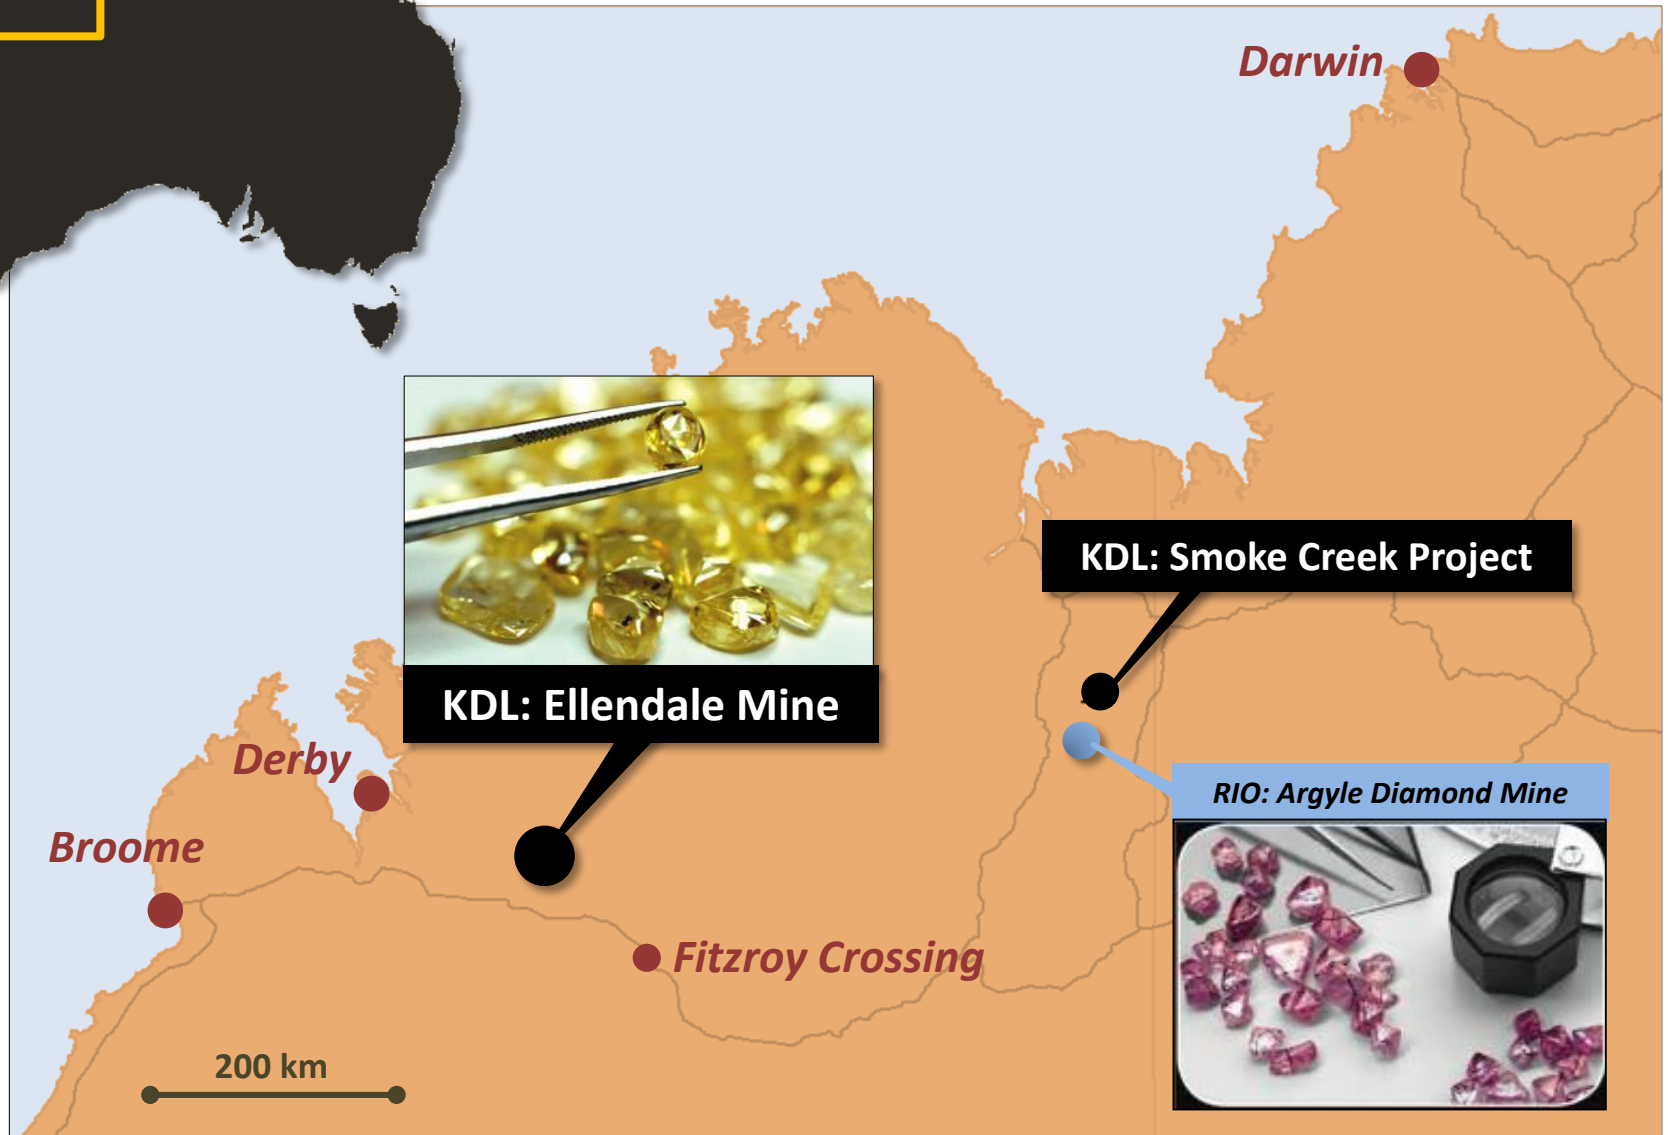 Darwin
KDL: Smoke Creek Project
KDL: Ellendale Mine
Derby
RIO: Argyle Diamond Mine
Broome
Fitzroy Crossing
200 km